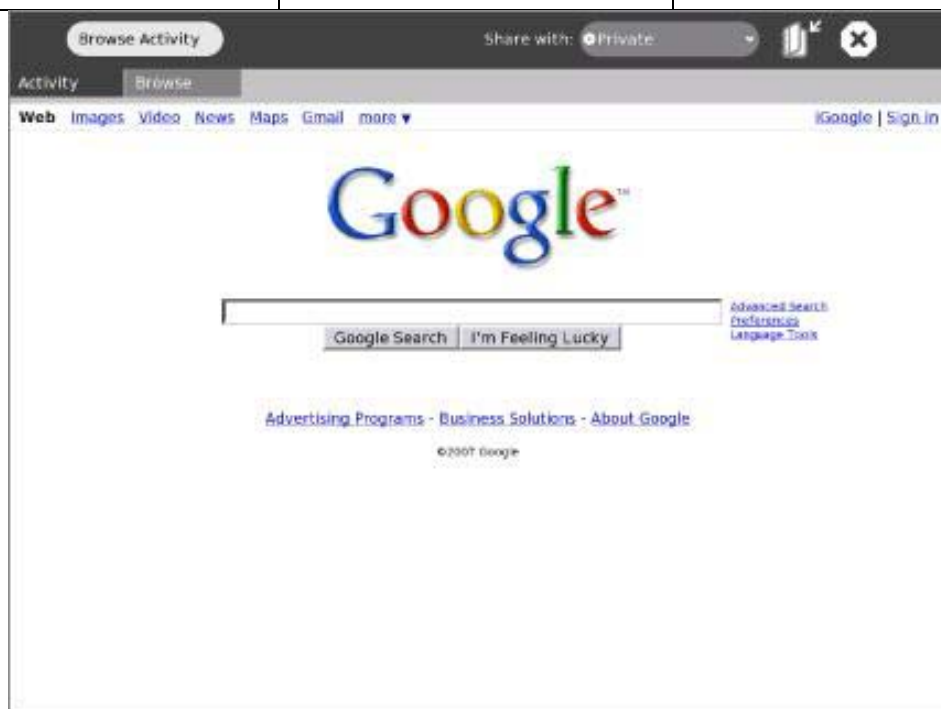 Browse Activity Share with: Private
Activity Browse
Web Images Video News Maps Gmail more ▼ iGoogle | Sign in
Google™
Advanced Search
Preferences
Language Tools
Google Search I'm Feeling Lucky
Advertising Programs - Business Solutions - About Google
©2007 Google